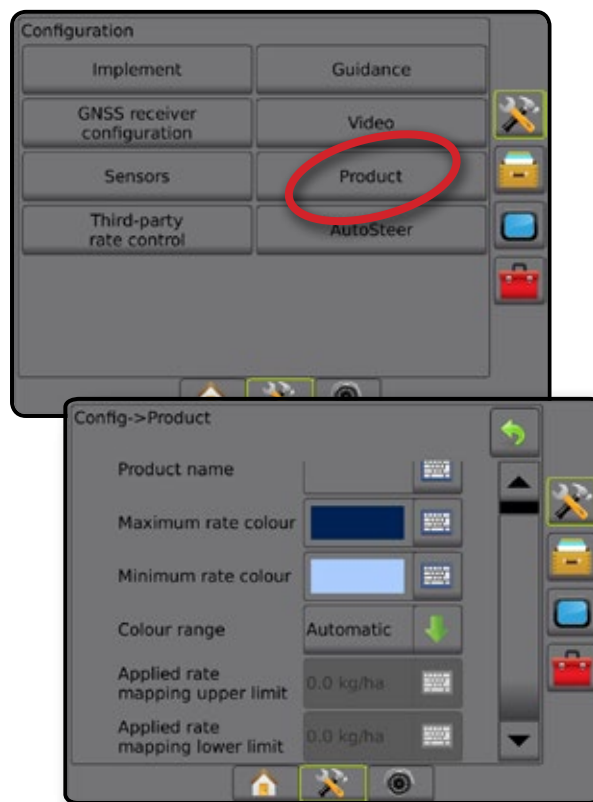 Configuration
Implement
Guidance
GNSS receiver
configuration
Video
Sensors
Product
Third-party
rate control
AutoSteer
Config->Product
Product name
Maximum rate colour
Minimum rate colour
Colour range
Automatic
Applied rate
mapping upper limit
0.0 kg/ha
Applied rate
mapping lower limit
0.0 kg/ha